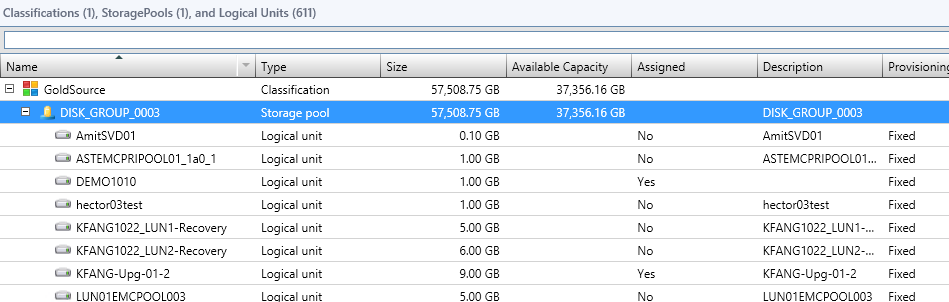 Classifications (1), StoragePools (1), and Logical Units (611)
Name Type Size Available Capacity Assigned Description Provisioning
GoldSource Classification 57,508.75 GB 37,356.16 GB
DISK_GROUP_0003 Storage pool 57,508.75 GB 37,356.16 GB DISK_GROUP_0003
AmitSVD01 Logical unit 0.10 GB No AmitSVD01 Fixed
ASTEMCPRIPOOL01_1a0_1 Logical unit 1.00 GB No ASTEMCPRIPOOL01... Fixed
DEMO1010 Logical unit 1.00 GB Yes Fixed
hector03test Logical unit 1.00 GB No hector03test Fixed
KFANG1022_LUN1-Recovery Logical unit 5.00 GB No KFANG1022_LUN1-... Fixed
KFANG1022_LUN2-Recovery Logical unit 6.00 GB No KFANG1022_LUN2-... Fixed
KFANG-Upg-01-2 Logical unit 9.00 GB Yes KFANG-Upg-01-2 Fixed
LUN01EMCPOOL003 Logical unit 5.00 GB No LUN01EMCPOOL003 Fixed